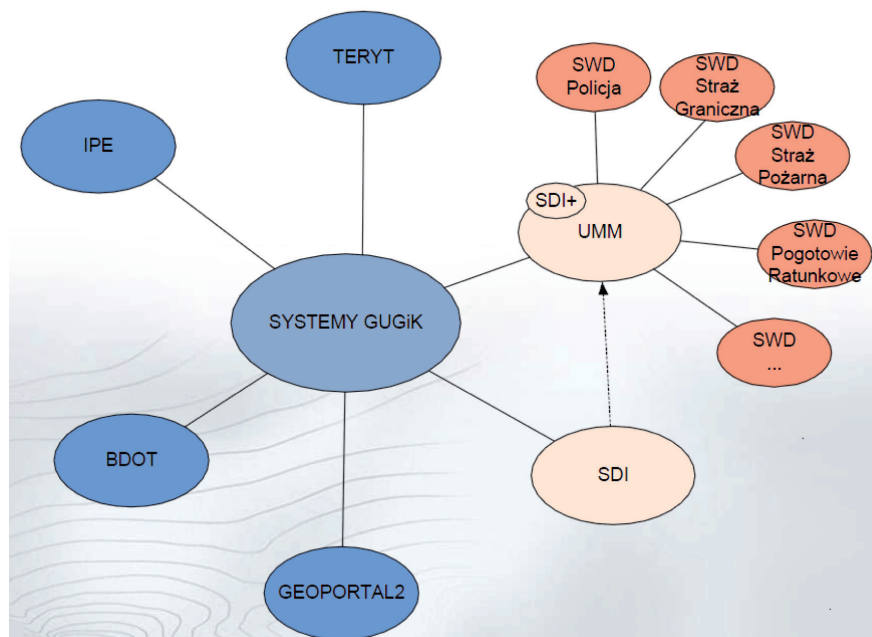 TERYT
SWD
Policja
SWD
Straż
Graniczna
IPE
SWD
Straż
Pożarna
SDI+
UMM
SWD
Pogotowie
Ratunkowe
SYSTEMY GUGiK
SWD
...
BDOT
SDI
GEOPORTAL2